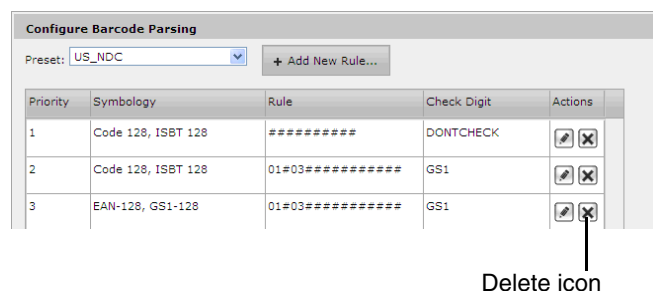 Configure Barcode Parsing
Preset: US_NDC + Add New Rule...
Priority Symbology Rule Check Digit Actions
1 Code 128, ISBT 128 ########## DONTCHECK
2 Code 128, ISBT 128 01#03########### GS1
3 EAN-128, GS1-128 01#03########### GS1
Delete icon